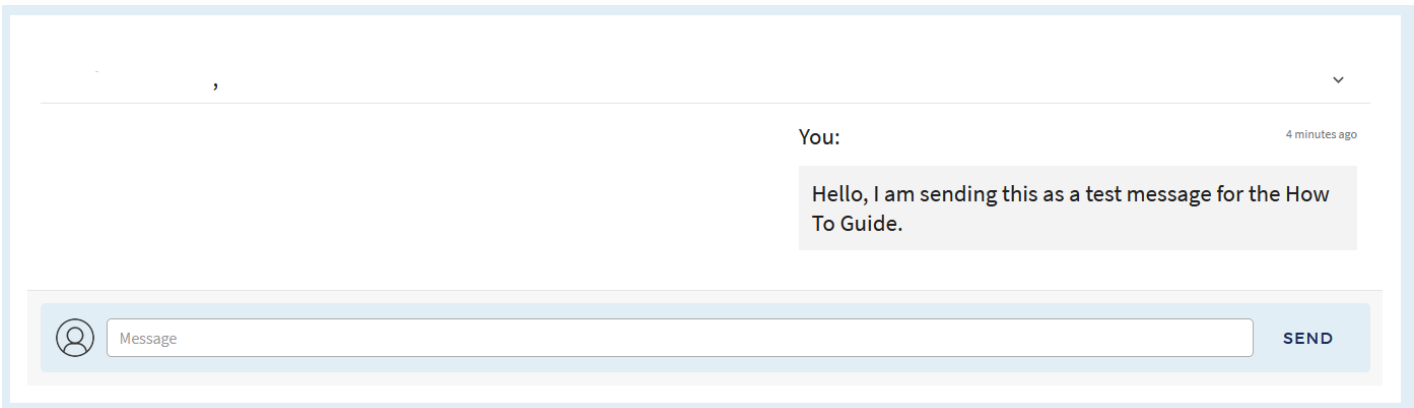 ,
You:
4 minutes ago
Hello, I am sending this as a test message for the How
To Guide.
Message
SEND